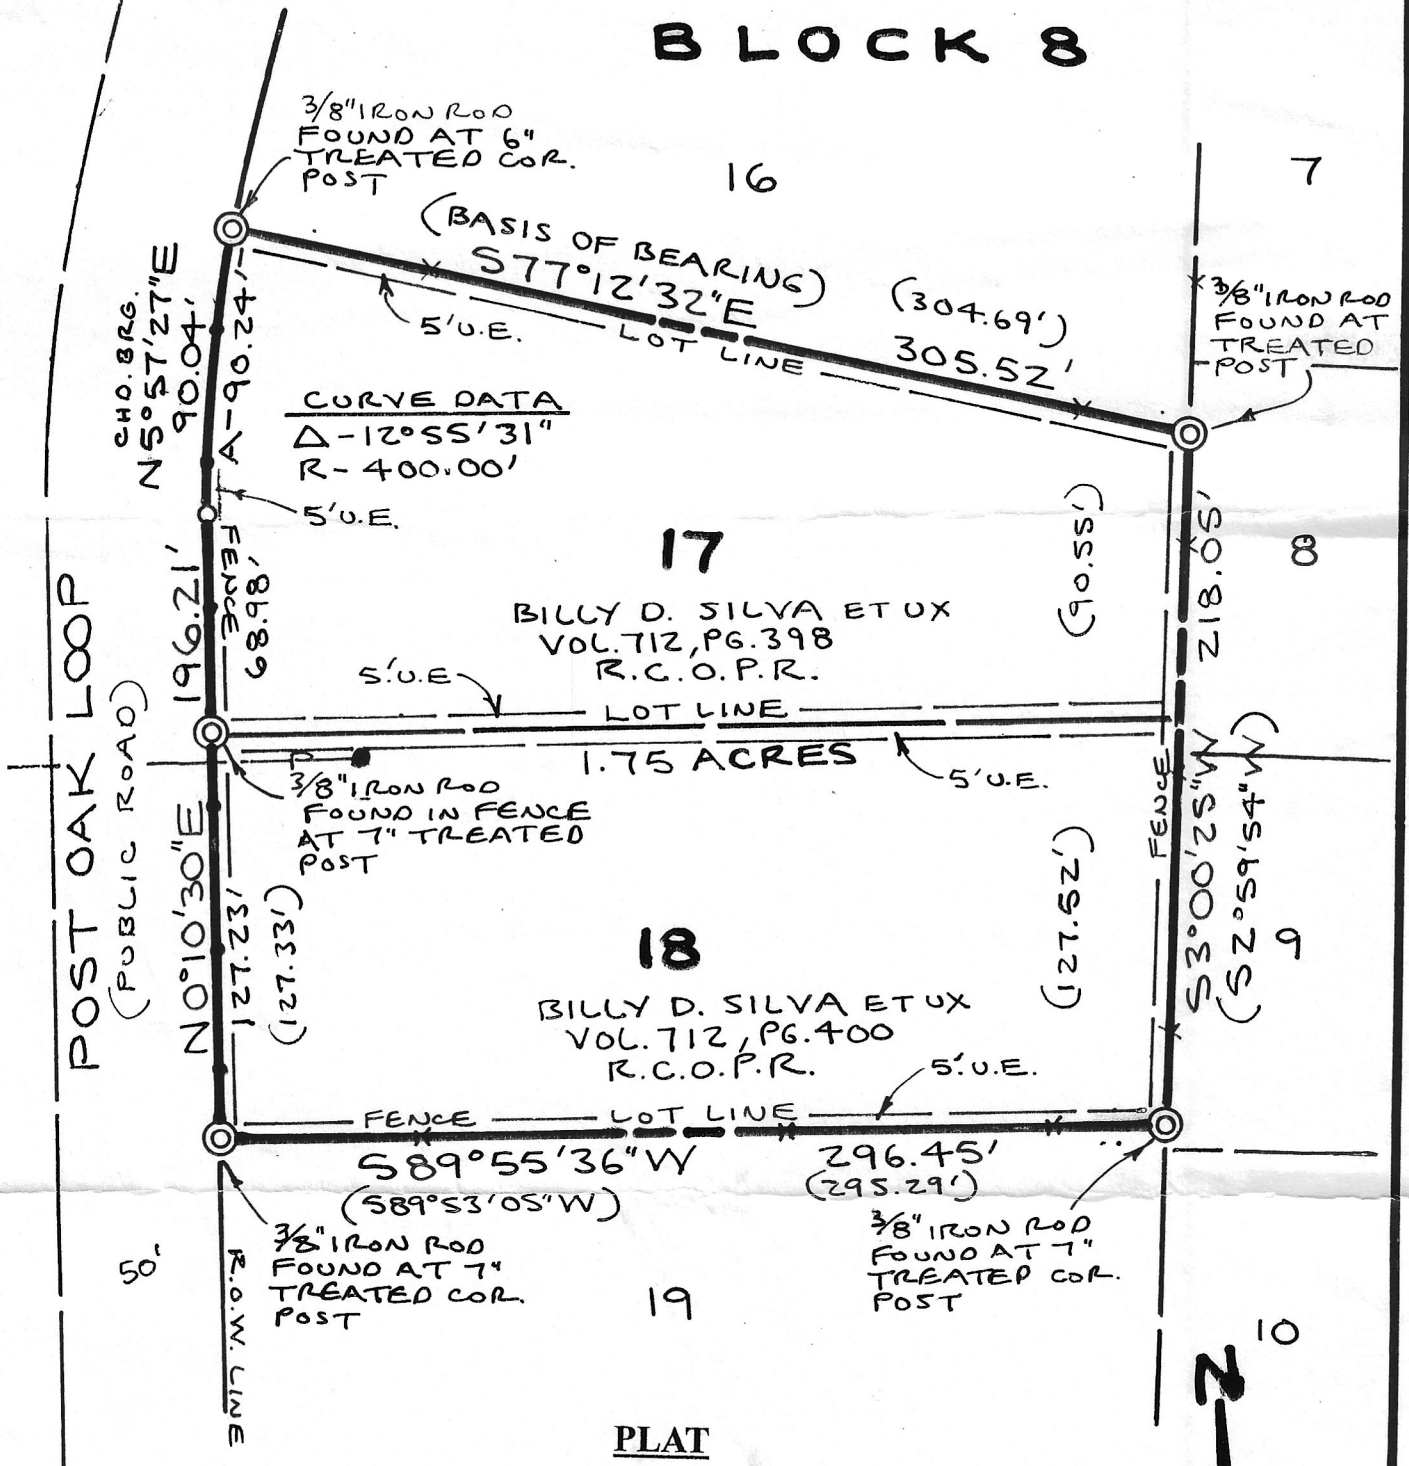 BLOCK 8
3/8" IRON ROD
FOUND AT 6"
TREATED COR.
POST
16
7
(BASIS OF BEARING)
S77°12'32"E
(304.69')
305.52'
5'U.E.
LOT LINE
3/8" IRON ROD
FOUND AT
TREATED
POST
CHD. BRG.
N5°57'27"E
90.04'
A-90.24'
CURVE DATA
Δ-12°55'31"
R-400.00'
5'U.E.
FENCE
68.98'
196.21'
17
BILLY D. SILVA ET UX
VOL. 712, PG. 398
R.C.O.P.R.
(90.55')
218.05'
8
5'U.E
LOT LINE
1.75 ACRES
5'U.E.
P
3/8" IRON ROD
FOUND IN FENCE
AT 7" TREATED
POST
POST OAK LOOP
(PUBLIC ROAD)
N0°10'30"E
127.23'
(127.33')
18
BILLY D. SILVA ET UX
VOL. 712, PG. 400
R.C.O.P.R.
(127.52')
FENCE
S3°00'25"W
(S2°59'54"W)
9
5'U.E.
FENCE
LOT LINE
S89°55'36"W
296.45'
(S89°53'05"W)
(295.29')
3/8" IRON ROD
FOUND AT 7"
TREATED COR.
POST
3/8" IRON ROD
FOUND AT 7"
TREATED COR.
POST
50'
R.O.W. LINE
19
10
N
PLAT